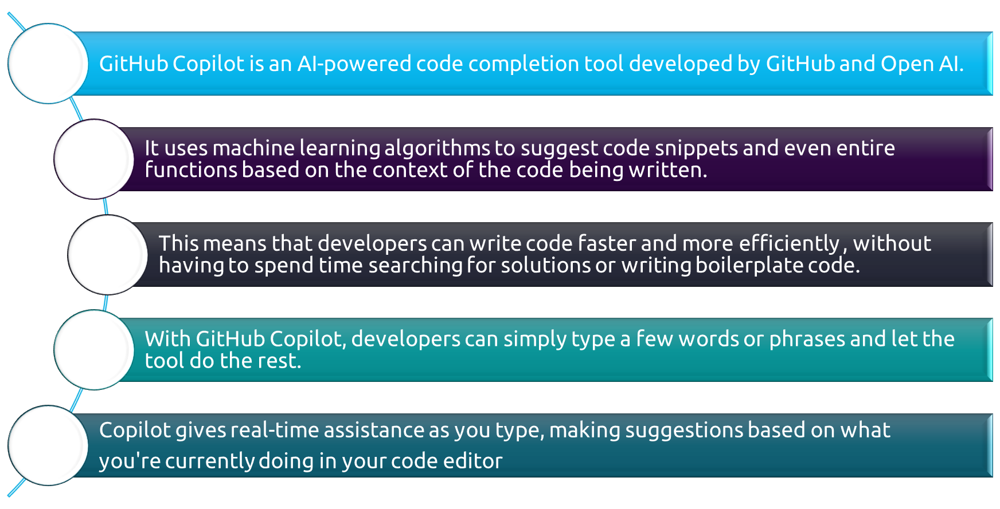 GitHub Copilot is an AI-powered code completion tool developed by GitHub and Open AI.
It uses machine learning algorithms to suggest code snippets and even entire
functions based on the context of the code being written.
This means that developers can write code faster and more efficiently, without
having to spend time searching for solutions or writing boilerplate code.
With GitHub Copilot, developers can simply type a few words or phrases and let the
tool do the rest.
Copilot gives real-time assistance as you type, making suggestions based on what
you're currently doing in your code editor